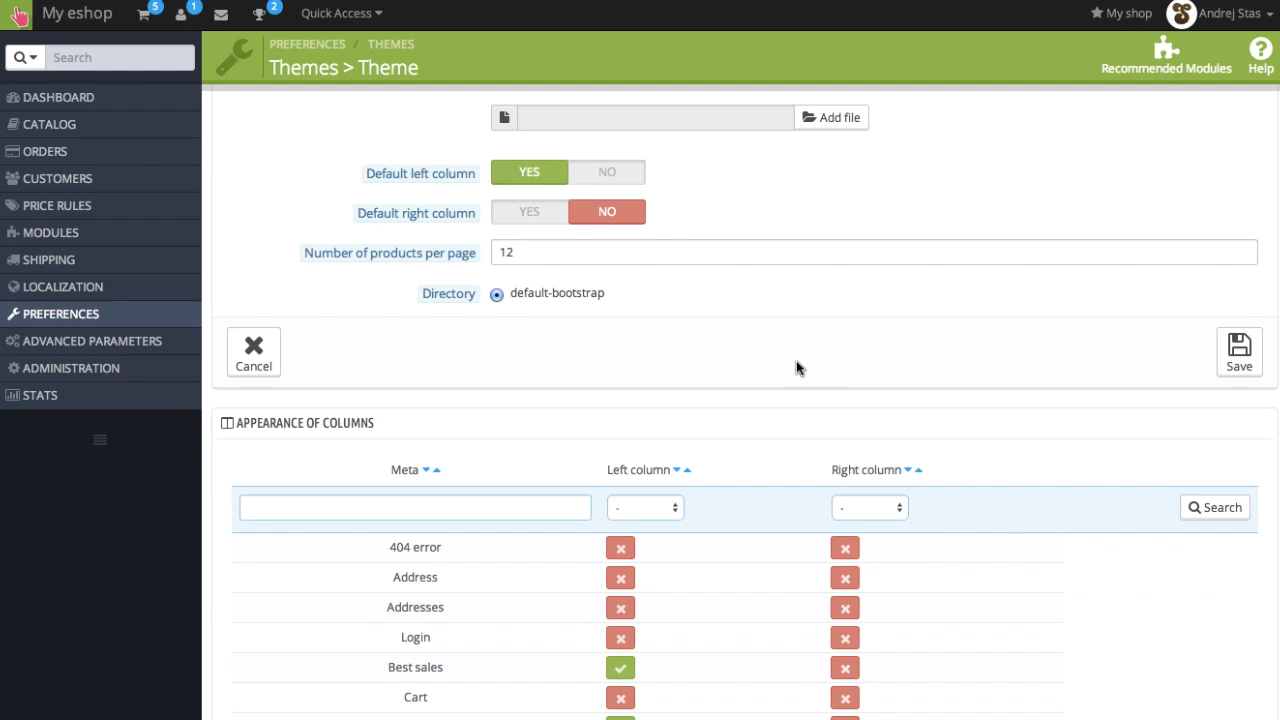 My eshop 5 1 2 Quick Access My shop Andrej Stas
Search
PREFERENCES / THEMES
Themes > Theme
Recommended Modules
Help
DASHBOARD
CATALOG
ORDERS
CUSTOMERS
PRICE RULES
MODULES
SHIPPING
LOCALIZATION
PREFERENCES
ADVANCED PARAMETERS
ADMINISTRATION
STATS
Add file
Default left column YES NO
Default right column YES NO
Number of products per page 12
Directory default-bootstrap
Cancel
Save
APPEARANCE OF COLUMNS
Meta Left column Right column
- - Search
404 error
Address
Addresses
Login
Best sales
Cart